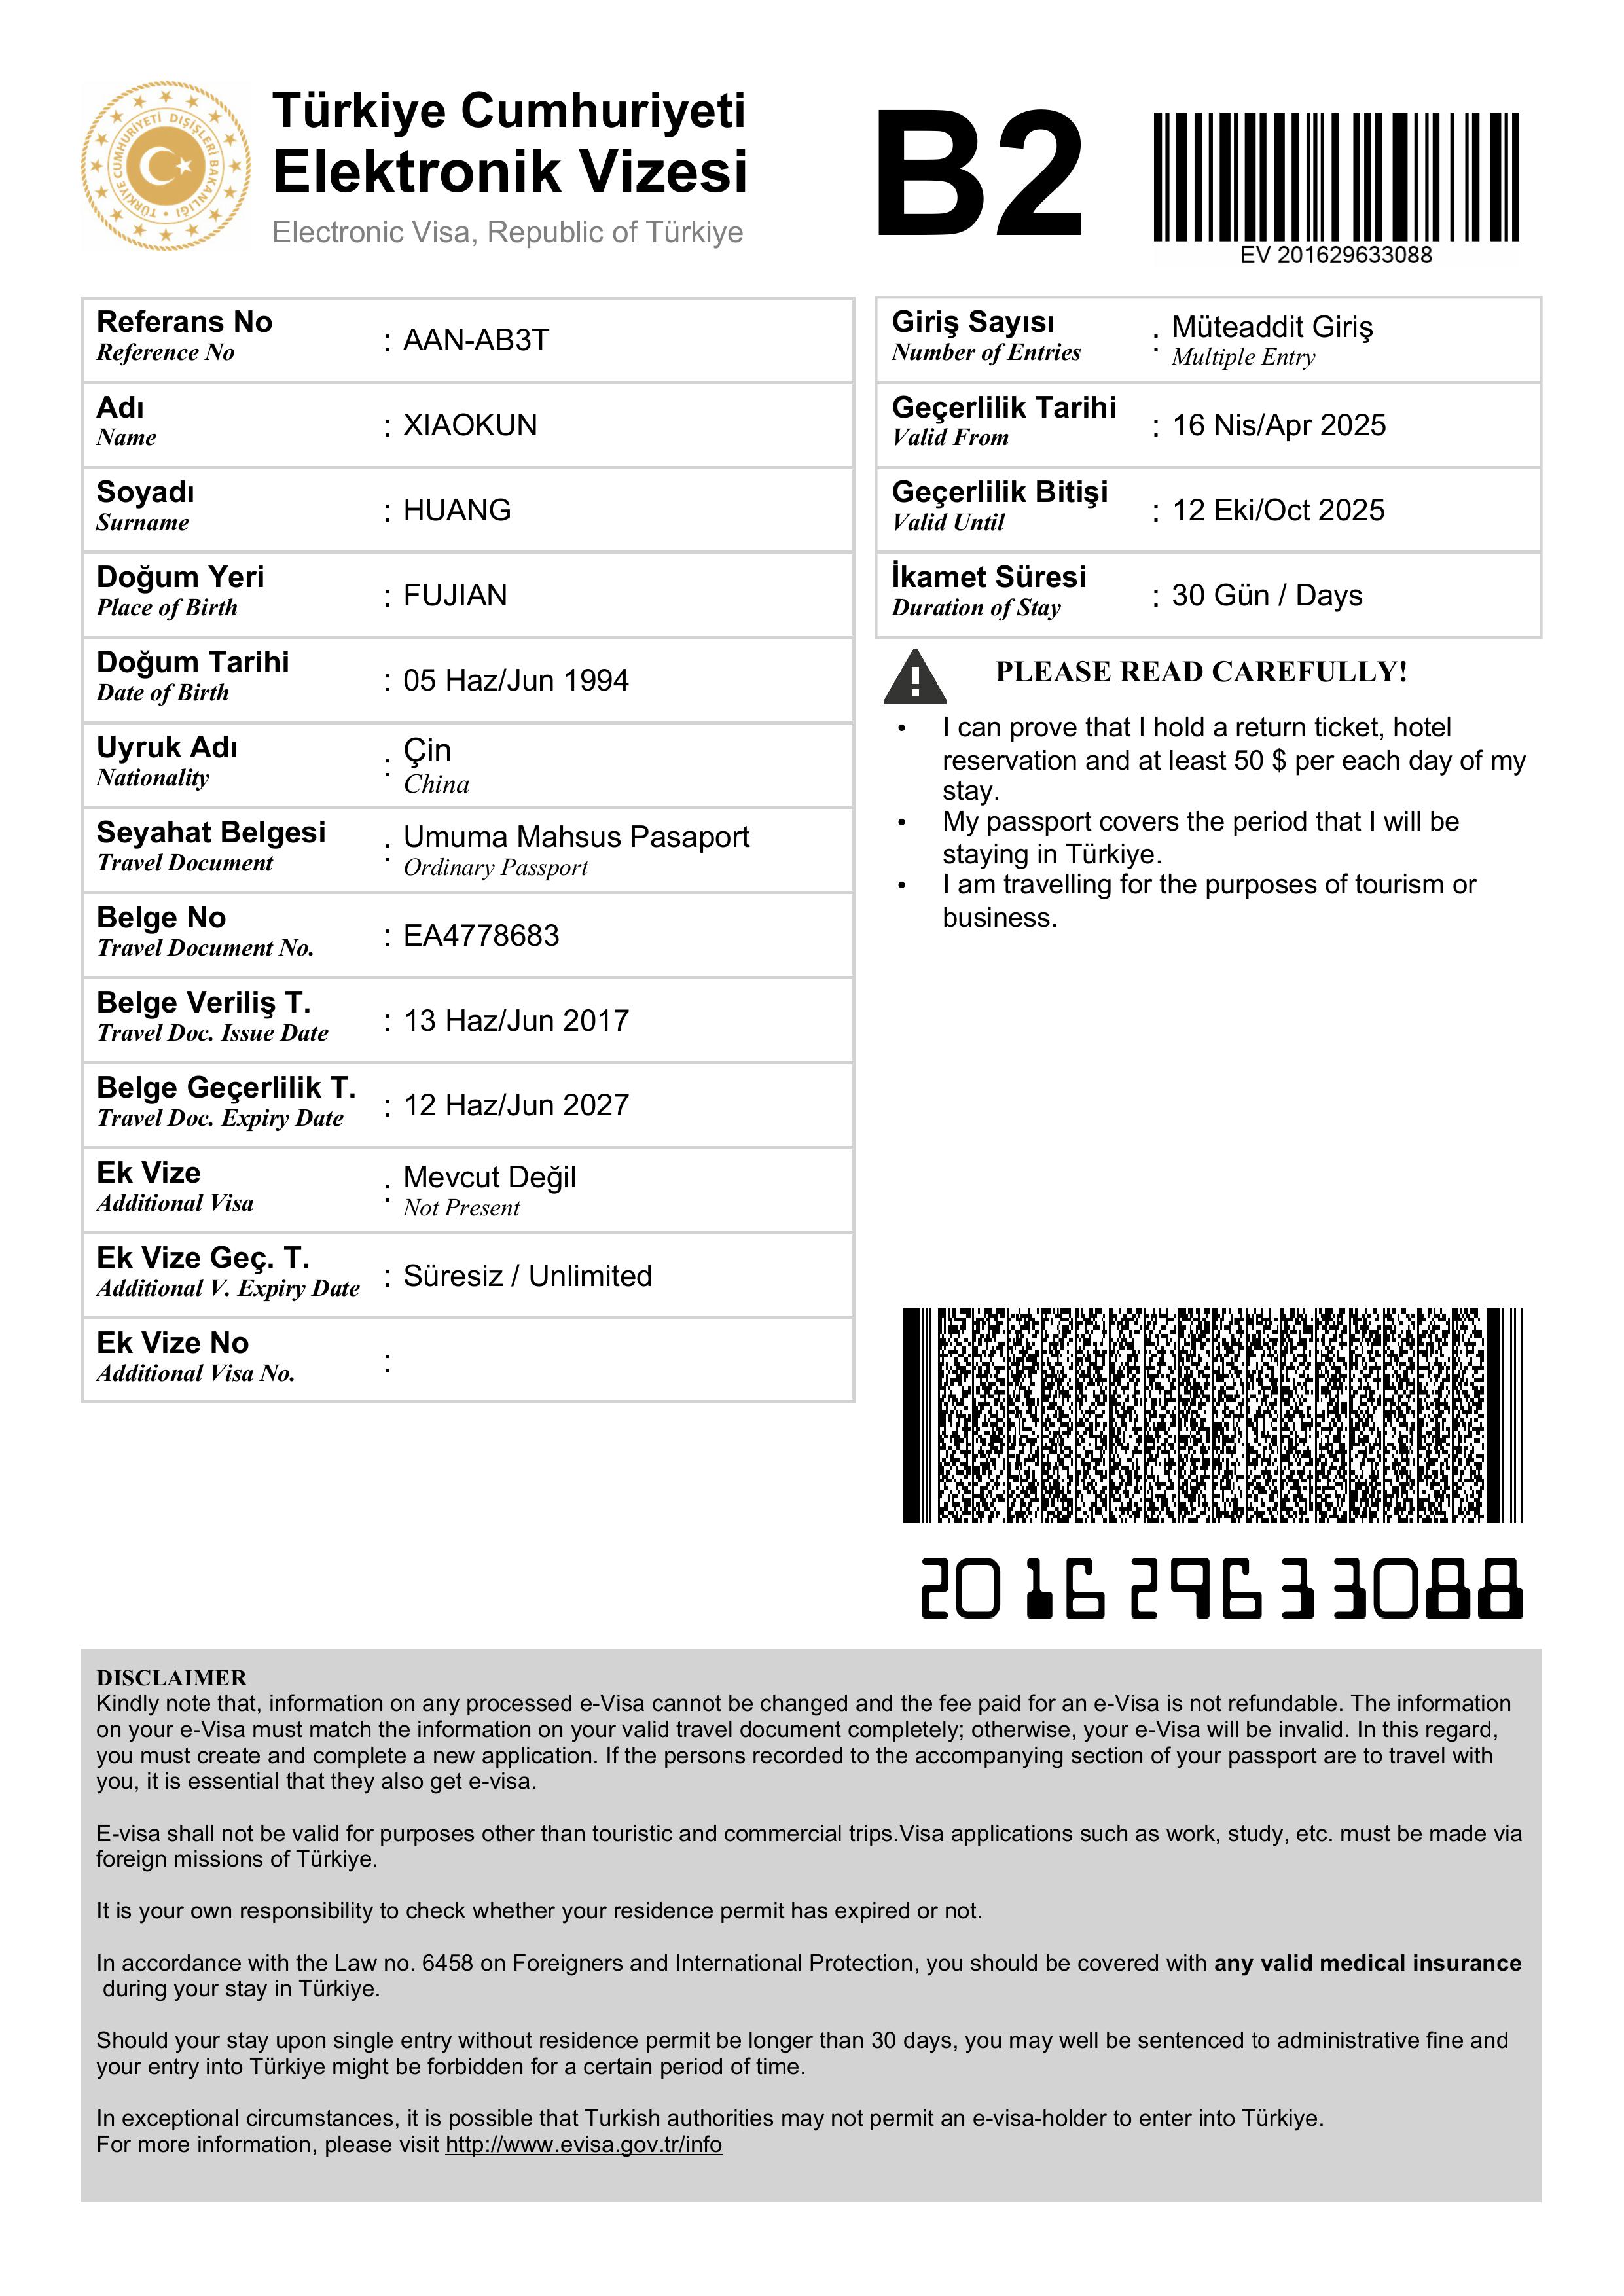 TÜRKİYE CUMHURİYETİ DIŞİŞLERİ BAKANLIĞI
Türkiye Cumhuriyeti
Elektronik Vizesi
Electronic Visa, Republic of Türkiye
B2
EV 201629633088
Referans No
Reference No
: AAN-AB3T
Adı
Name
: XIAOKUN
Soyadı
Surname
: HUANG
Doğum Yeri
Place of Birth
: FUJIAN
Doğum Tarihi
Date of Birth
: 05 Haz/Jun 1994
Uyruk Adı
Nationality
: Çin
China
Seyahat Belgesi
Travel Document
: Umuma Mahsus Pasaport
Ordinary Passport
Belge No
Travel Document No.
: EA4778683
Belge Veriliş T.
Travel Doc. Issue Date
: 13 Haz/Jun 2017
Belge Geçerlilik T.
Travel Doc. Expiry Date
: 12 Haz/Jun 2027
Ek Vize
Additional Visa
: Mevcut Değil
Not Present
Ek Vize Geç. T.
Additional V. Expiry Date
: Süresiz / Unlimited
Ek Vize No
Additional Visa No.
:
Giriş Sayısı
Number of Entries
: Müteaddit Giriş
Multiple Entry
Geçerlilik Tarihi
Valid From
: 16 Nis/Apr 2025
Geçerlilik Bitişi
Valid Until
: 12 Eki/Oct 2025
İkamet Süresi
Duration of Stay
: 30 Gün / Days
PLEASE READ CAREFULLY!
• I can prove that I hold a return ticket, hotel
reservation and at least 50 $ per each day of my
stay.
• My passport covers the period that I will be
staying in Türkiye.
• I am travelling for the purposes of tourism or
business.
201629633088
DISCLAIMER
Kindly note that, information on any processed e-Visa cannot be changed and the fee paid for an e-Visa is not refundable. The information
on your e-Visa must match the information on your valid travel document completely; otherwise, your e-Visa will be invalid. In this regard,
you must create and complete a new application. If the persons recorded to the accompanying section of your passport are to travel with
you, it is essential that they also get e-visa.
E-visa shall not be valid for purposes other than touristic and commercial trips.Visa applications such as work, study, etc. must be made via
foreign missions of Türkiye.
It is your own responsibility to check whether your residence permit has expired or not.
In accordance with the Law no. 6458 on Foreigners and International Protection, you should be covered with any valid medical insurance
during your stay in Türkiye.
Should your stay upon single entry without residence permit be longer than 30 days, you may well be sentenced to administrative fine and
your entry into Türkiye might be forbidden for a certain period of time.
In exceptional circumstances, it is possible that Turkish authorities may not permit an e-visa-holder to enter into Türkiye.
For more information, please visit http://www.evisa.gov.tr/info